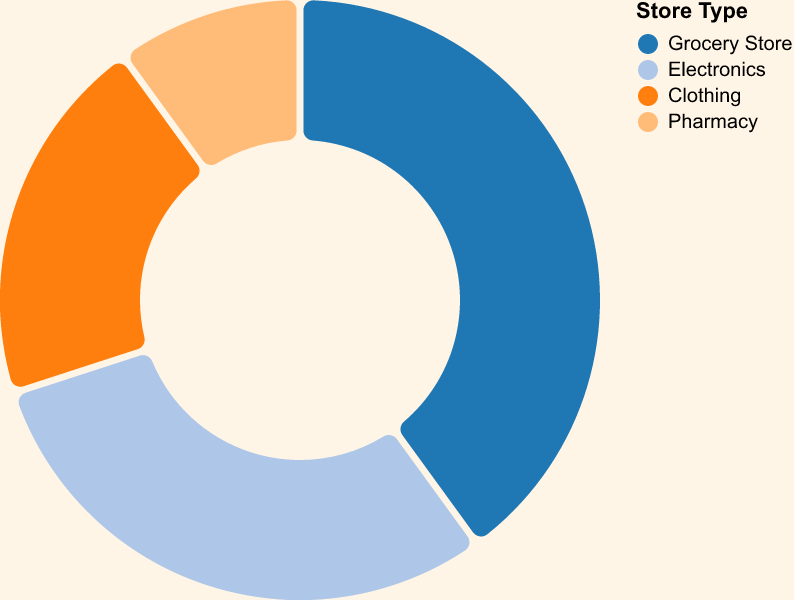 Store Type
Grocery Store
Electronics
Clothing
Pharmacy